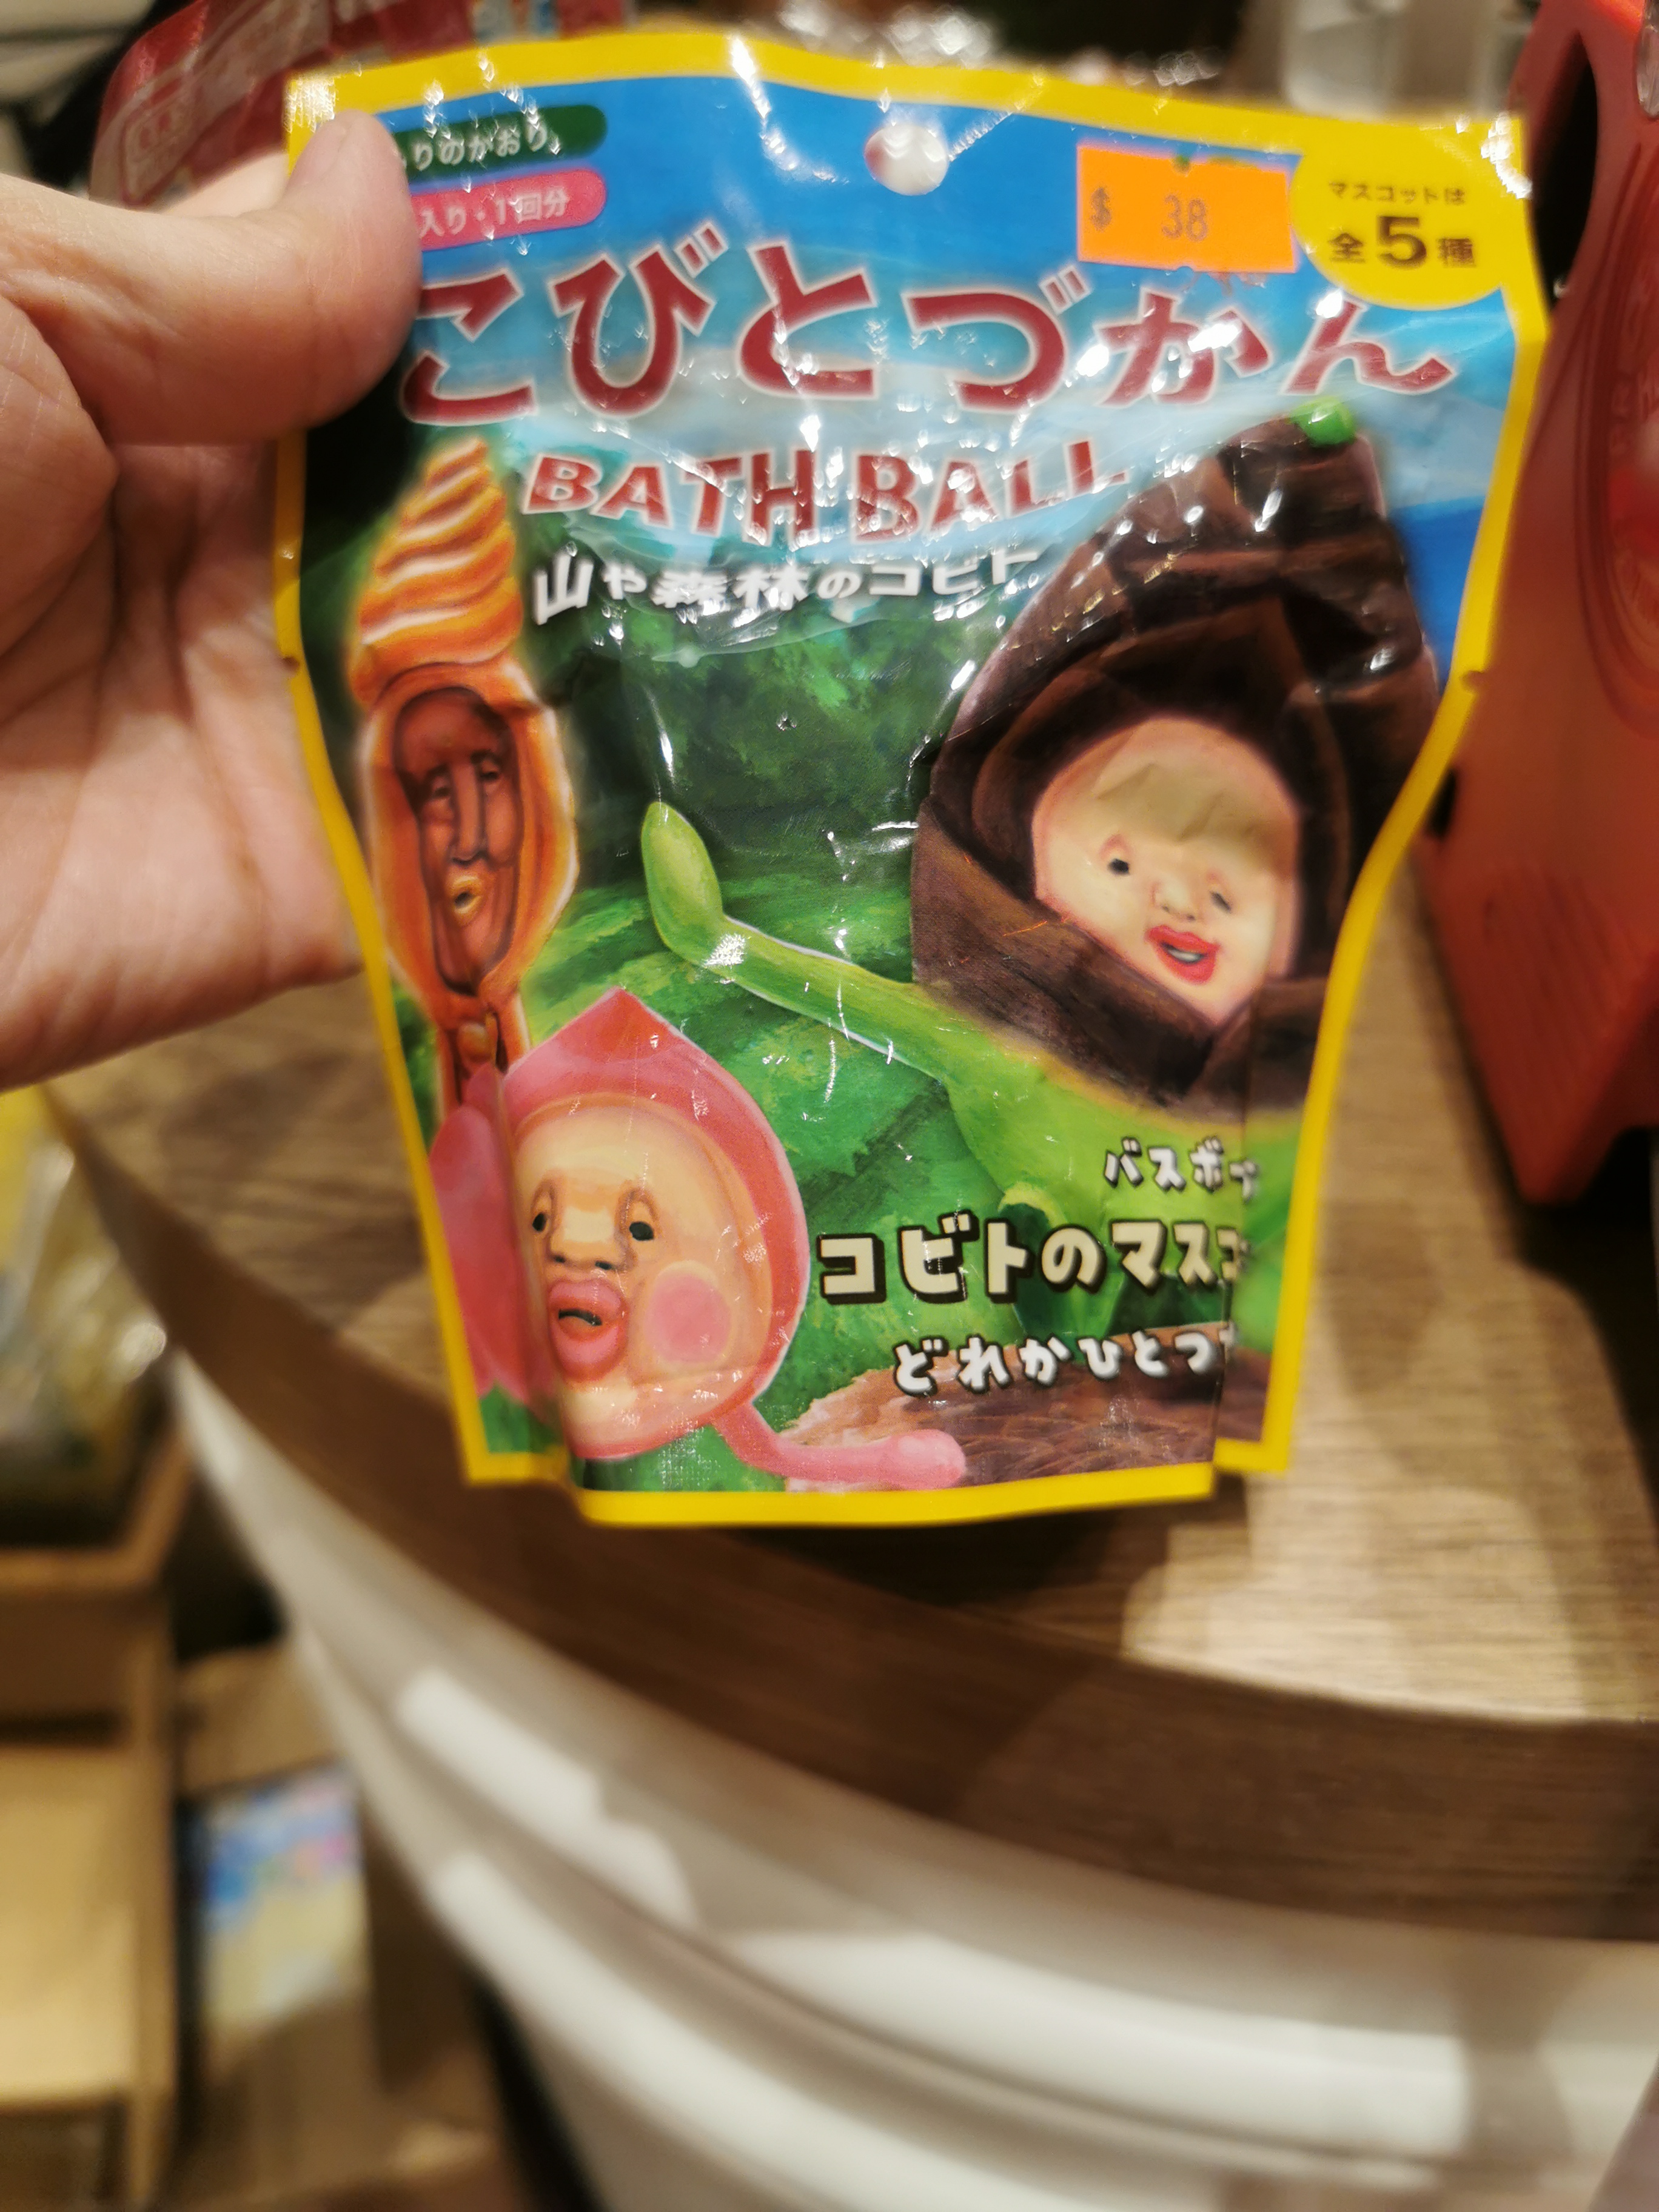 りのかおり
入り・1回分
$ 38
マスコットは
全5種
こびとづかん
BATH BALL
山や森林のコビト
バスボー
コビトのマスコ
どれかひとつ